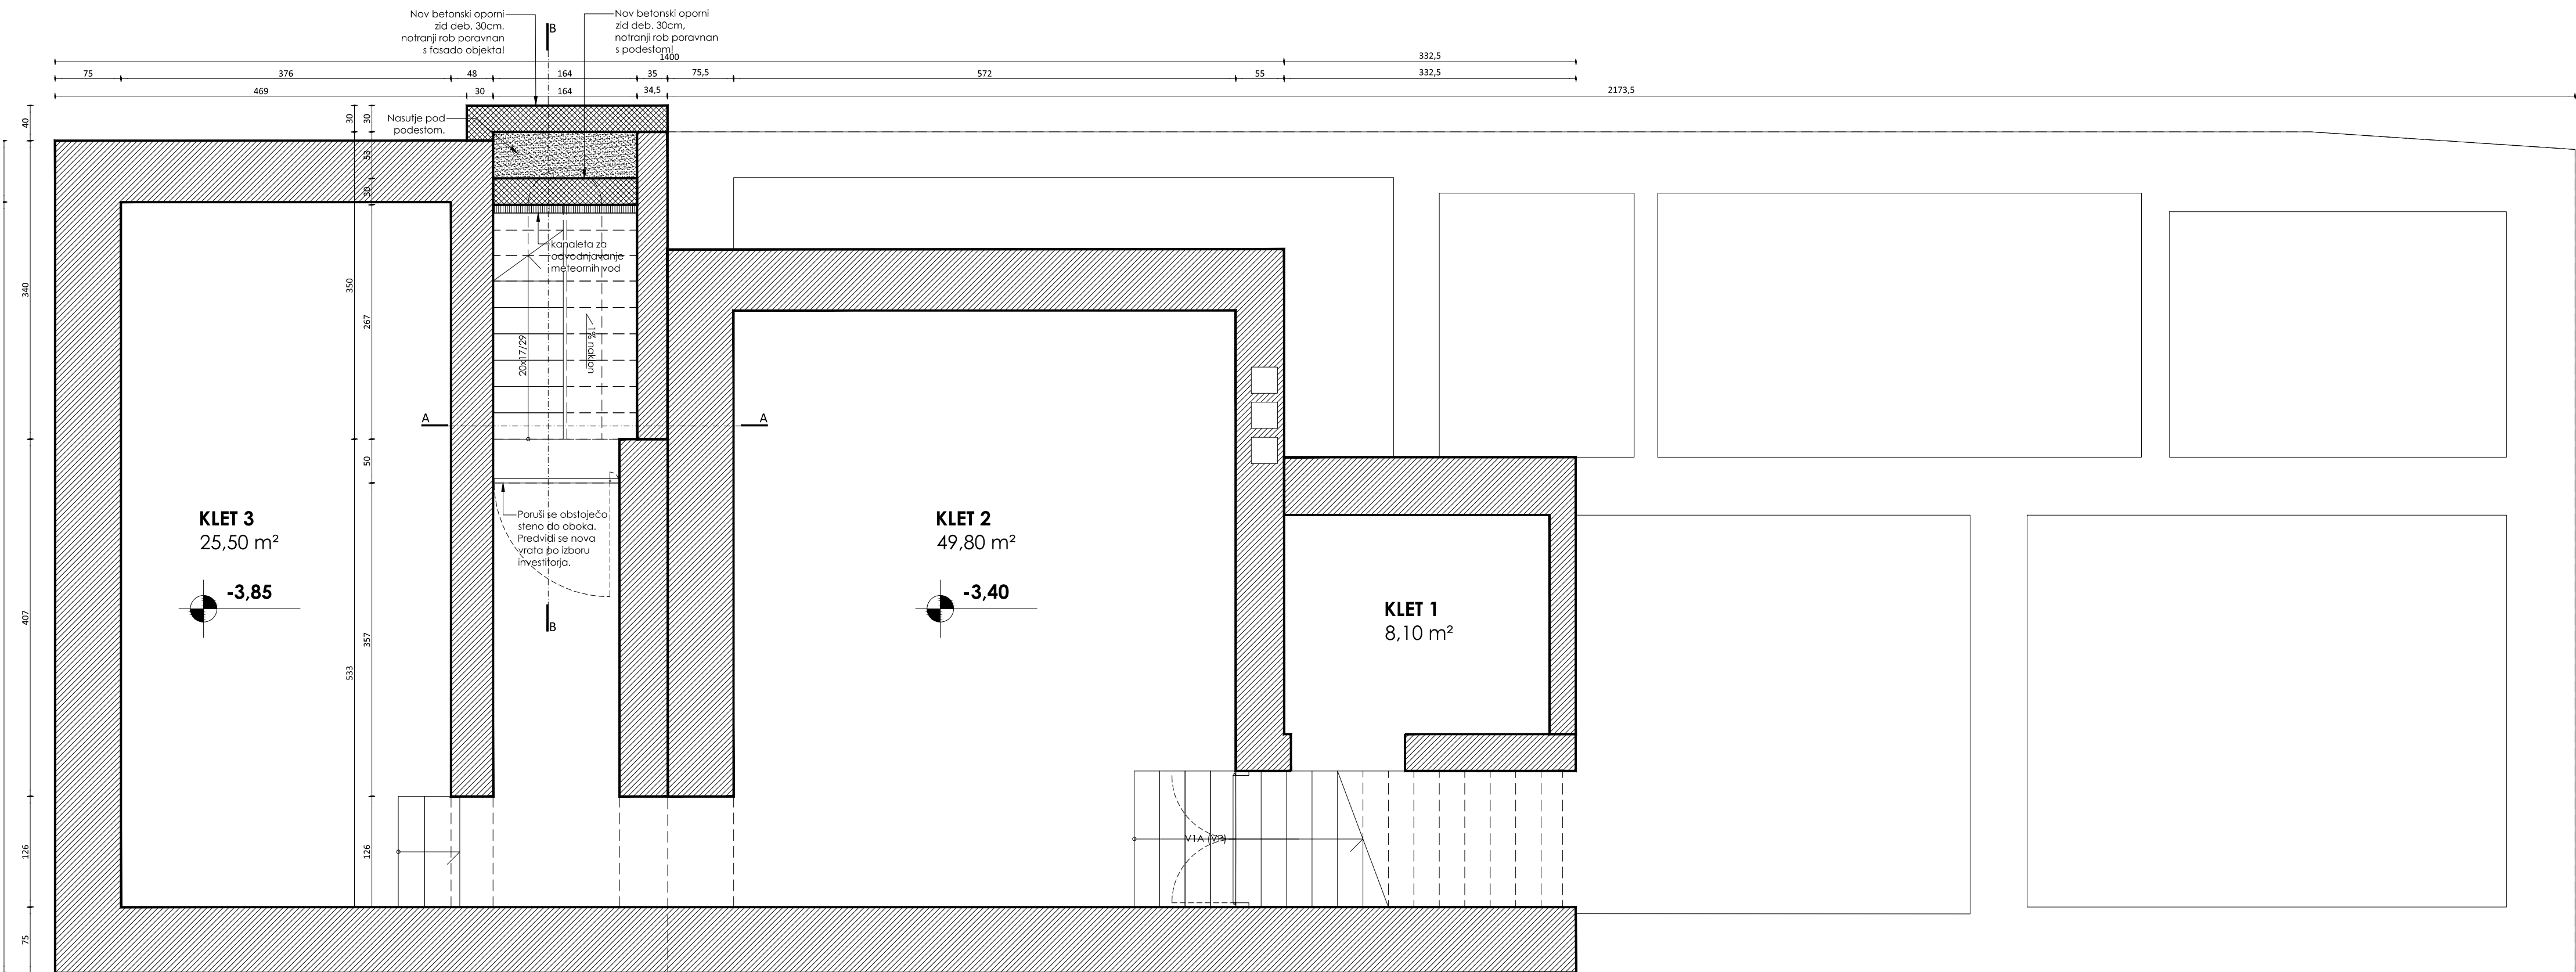 Nov betonski oporni
zid deb. 30cm,
notranji rob poravnan
s fasado objekta!
B
Nov betonski oporni
zid deb. 30cm,
notranji rob poravnan
s podestom!
1400
332,5
75
376
48
164
35
75,5
572
55
332,5
469
30
164
34,5
2173,5
40
340
407
126
75
30
350
533
30
53
30
267
50
357
126
Nasutje pod
podestom.
kanaleta za
odvodnjavanje
meteornih vod
20x17/29
1% naklon
A
A
Poruši se obstoječo
steno do oboka.
Predvidi se nova
vrata po izboru
investitorja.
B
KLET 3
25,50 m²
-3,85
KLET 2
49,80 m²
-3,40
KLET 1
8,10 m²
V1A (VP)